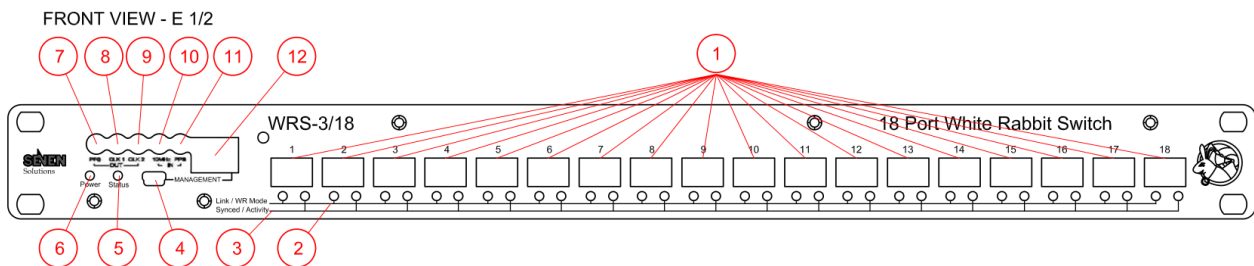 FRONT VIEW - E 1/2
7 8 9 10 11 12 1
WRS-3/18 18 Port White Rabbit Switch
1 2 3 4 5 6 7 8 9 10 11 12 13 14 15 16 17 18
PPS CLK 1 CLK 2 10MHz PPS
OUT IN
SEVEN
Solutions
Power Status MANAGEMENT
Link / WR Mode
Synced / Activity
6 5 4 3 2